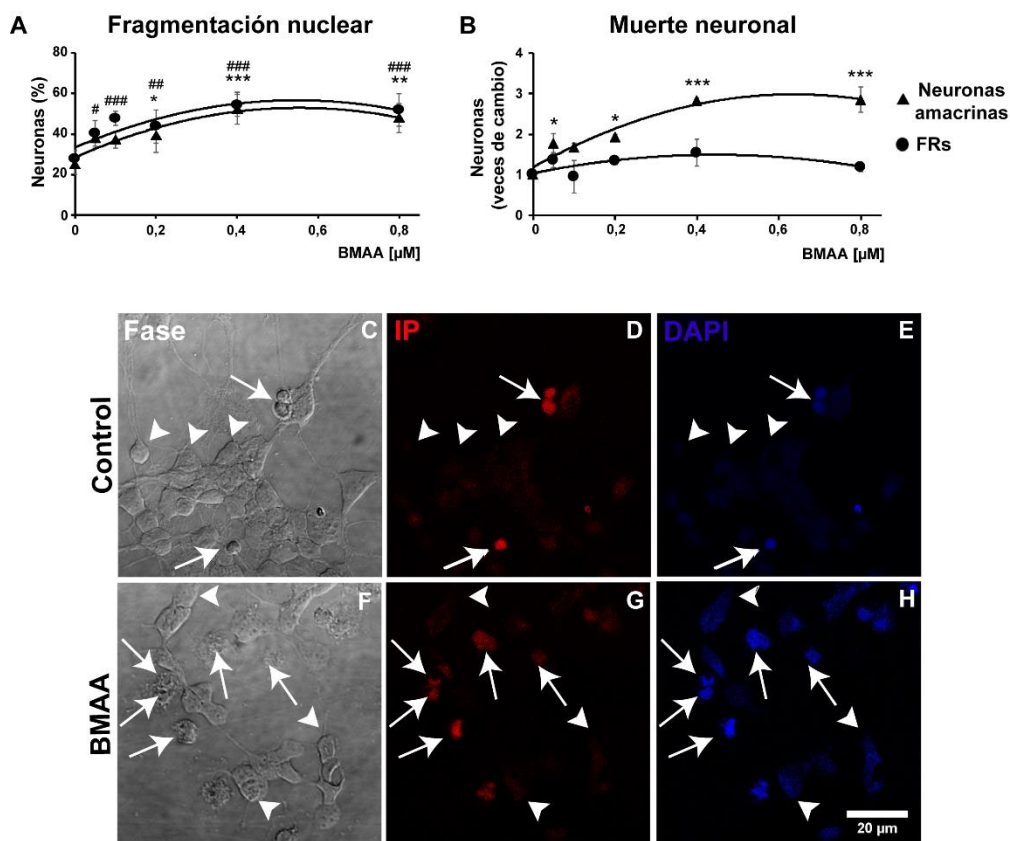 A
Fragmentación nuclear
Neuronas (%)
80
60
40
20
0
#
###
##
*
###
***
###
**
0
0,2
0,4
0,6
0,8
BMAA [µM]
B
Muerte neuronal
Neuronas
(veces de cambio)
4
3
2
1
0
*
*
***
***
0
0,2
0,4
0,6
0,8
BMAA [µM]
Neuronas
amacrinas
FRs
Control
Fase
C
IP
D
DAPI
E
BMAA
F
G
H
20 µm